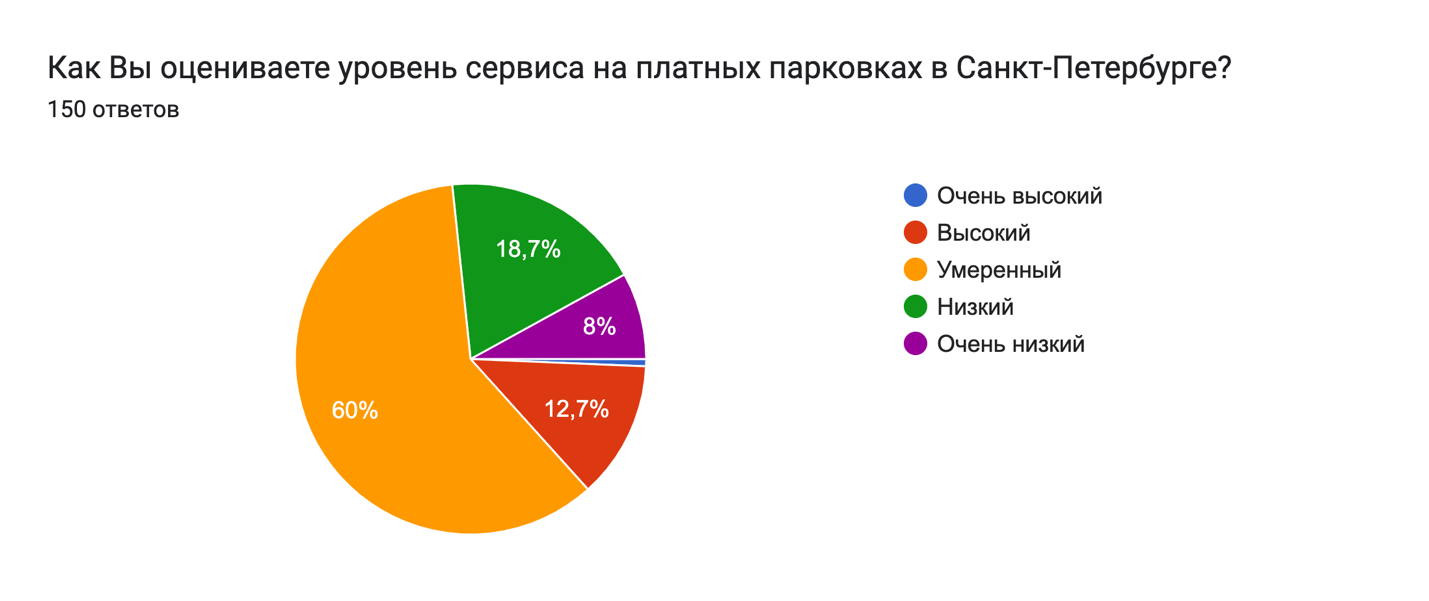 Как Вы оцениваете уровень сервиса на платных парковках в Санкт-Петербурге?
150 ответов
18,7%
8%
12,7%
60%
Очень высокий
Высокий
Умеренный
Низкий
Очень низкий